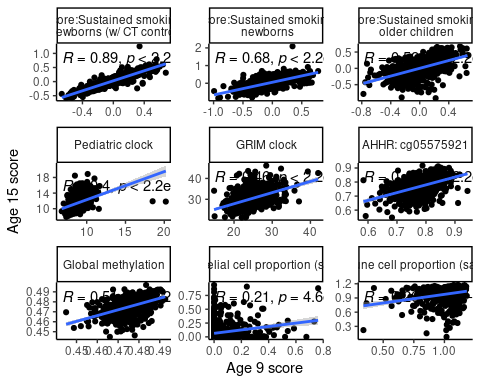 ore:Sustained smokin
ewborns (w/ CT contro
ore:Sustained smokin
newborns
ore:Sustained smokin
older children
R = 0.89, p < 2.2
R = 0.68, p < 2.2
1.0
0.5
0.0
-0.5
2
1
0
0.5
0.0
-0.5
-0.4 0.0 0.4
-1.0 -0.5 0.0 0.5
-0.8 -0.4 0.0 0.4
Pediatric clock
GRIM clock
AHHR: cg05575921
p < 2.2e
18
14
10
40
30
0.9
0.8
0.7
0.6
10 15 20
20 30 40
0.6 0.7 0.8 0.9
Global methylation
elial cell proportion (s
ne cell proportion (sa
R = 0.21, p = 4.6
0.49
0.48
0.47
0.46
0.45
0.75
0.50
0.25
0.00
1.2
0.9
0.6
0.3
0.45 0.46 0.47 0.48 0.49
0.0 0.2 0.4 0.6 0.8
0.50 0.75 1.00
Age 15 score
Age 9 score